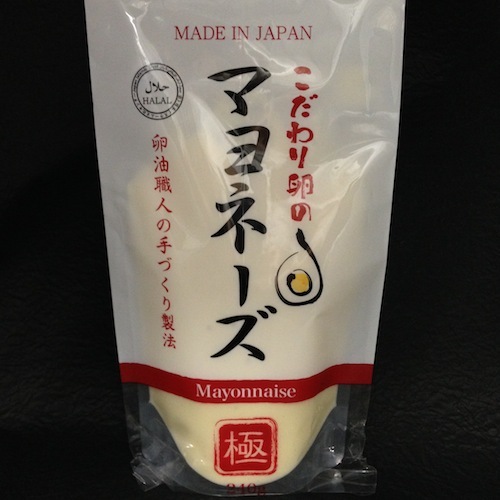 MADE IN JAPAN
こだわり卵の
マヨネーズ
حلال
HALAL
卵油職人の手づくり製法
Mayonnaise
極